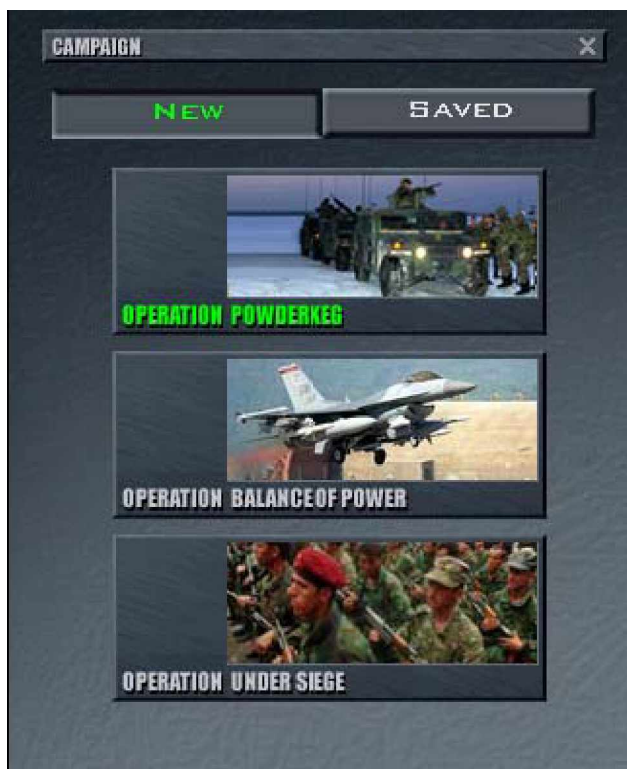 CAMPAIGN
NEW SAVED
OPERATION POWDERKEG
OPERATION BALANCE OF POWER
OPERATION UNDER SIEGE